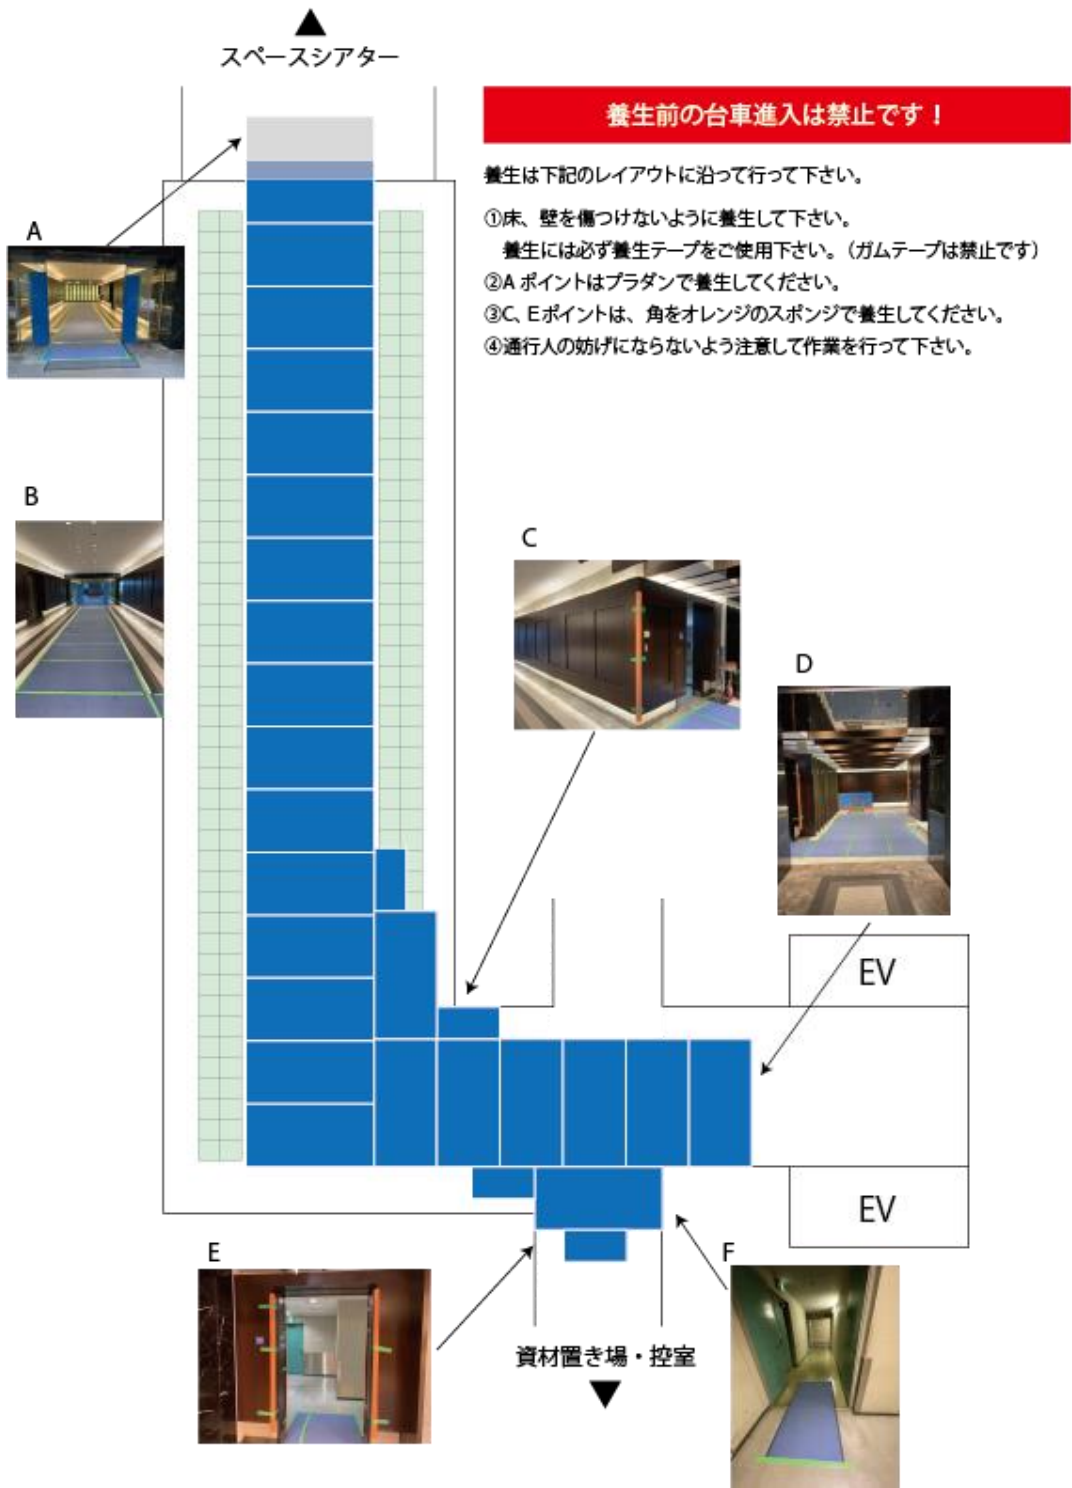 ▲
スペースシアター
養生前の台車進入は禁止です！
養生は下記のレイアウトに沿って行って下さい。
①床、壁を傷つけないように養生して下さい。
養生には必ず養生テープをご使用下さい。（ガムテープは禁止です）
②A ポイントはプラダンで養生してください。
③C、Eポイントは、角をオレンジのスポンジで養生してください。
④通行人の妨げにならないよう注意して作業を行って下さい。
A
B
C
D
EV
EV
E
F
資材置き場・控室
▼